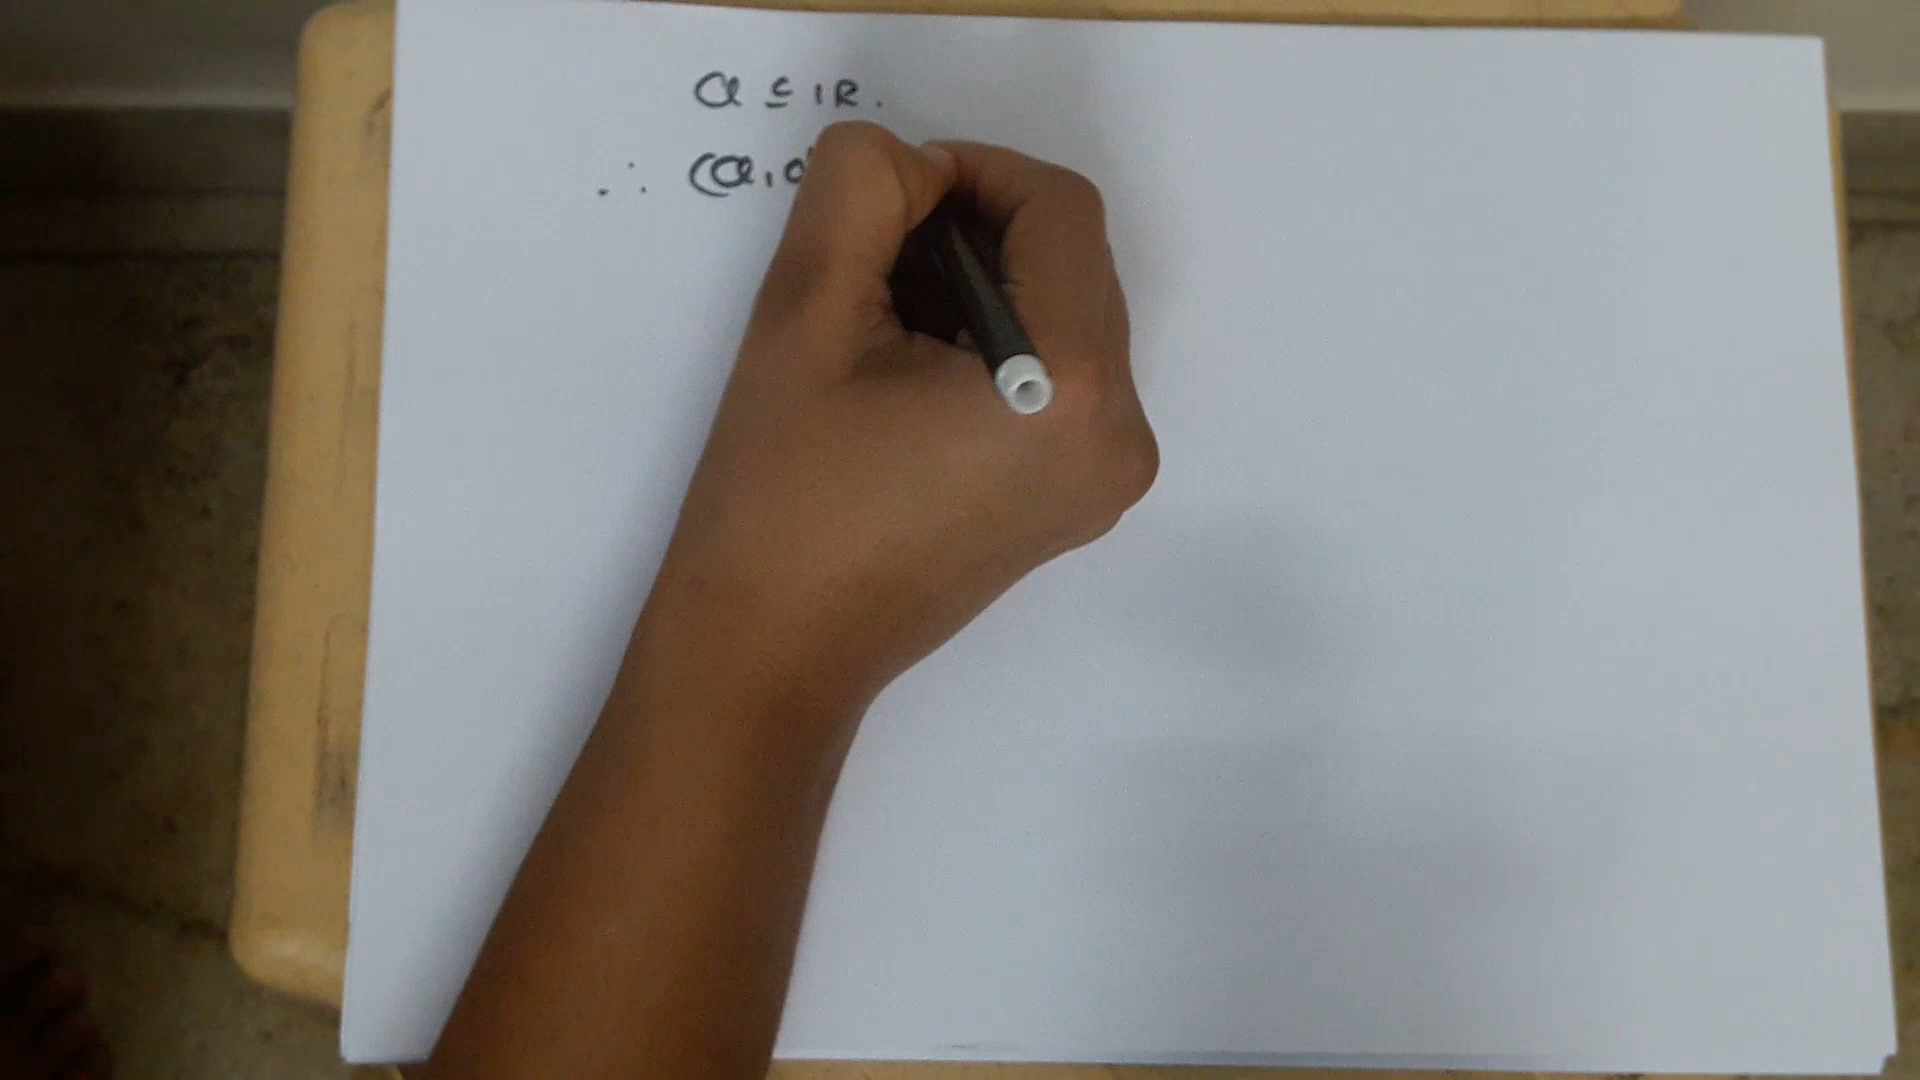 Q ⊆ IR.
∴ (Q, d